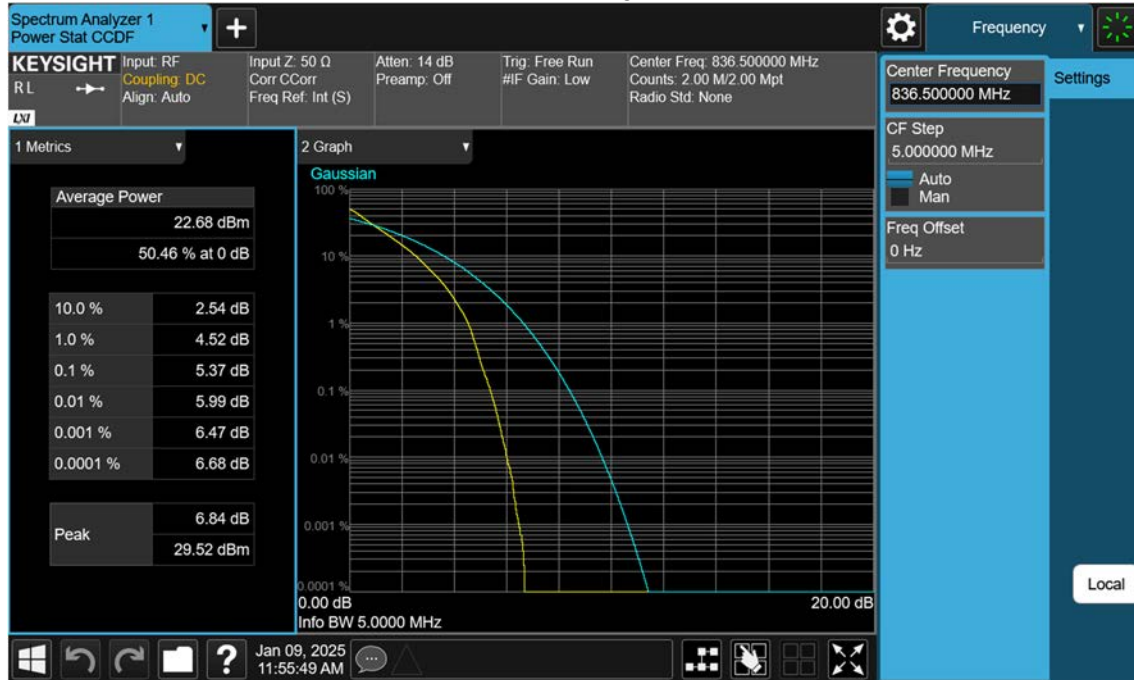 Spectrum Analyzer 1
Power Stat CCDF
Frequency
KEYSIGHT
R L
LXI
Input: RF
Coupling: DC
Align: Auto
Input Z: 50 Ω
Corr CCorr
Freq Ref: Int (S)
Atten: 14 dB
Preamp: Off
Trig: Free Run
#IF Gain: Low
Center Freq: 836.500000 MHz
Counts: 2.00 M/2.00 Mpt
Radio Std: None
Center Frequency
836.500000 MHz
Settings
CF Step
5.000000 MHz
Auto
Man
Freq Offset
0 Hz
Local
1 Metrics
Average Power
22.68 dBm
50.46 % at 0 dB
10.0 % 2.54 dB
1.0 % 4.52 dB
0.1 % 5.37 dB
0.01 % 5.99 dB
0.001 % 6.47 dB
0.0001 % 6.68 dB
Peak
6.84 dB
29.52 dBm
2 Graph
Gaussian
100 %
10 %
1 %
0.1 %
0.01 %
0.001 %
0.0001 %
0.00 dB 20.00 dB
Info BW 5.0000 MHz
?
Jan 09, 2025
11:55:49 AM